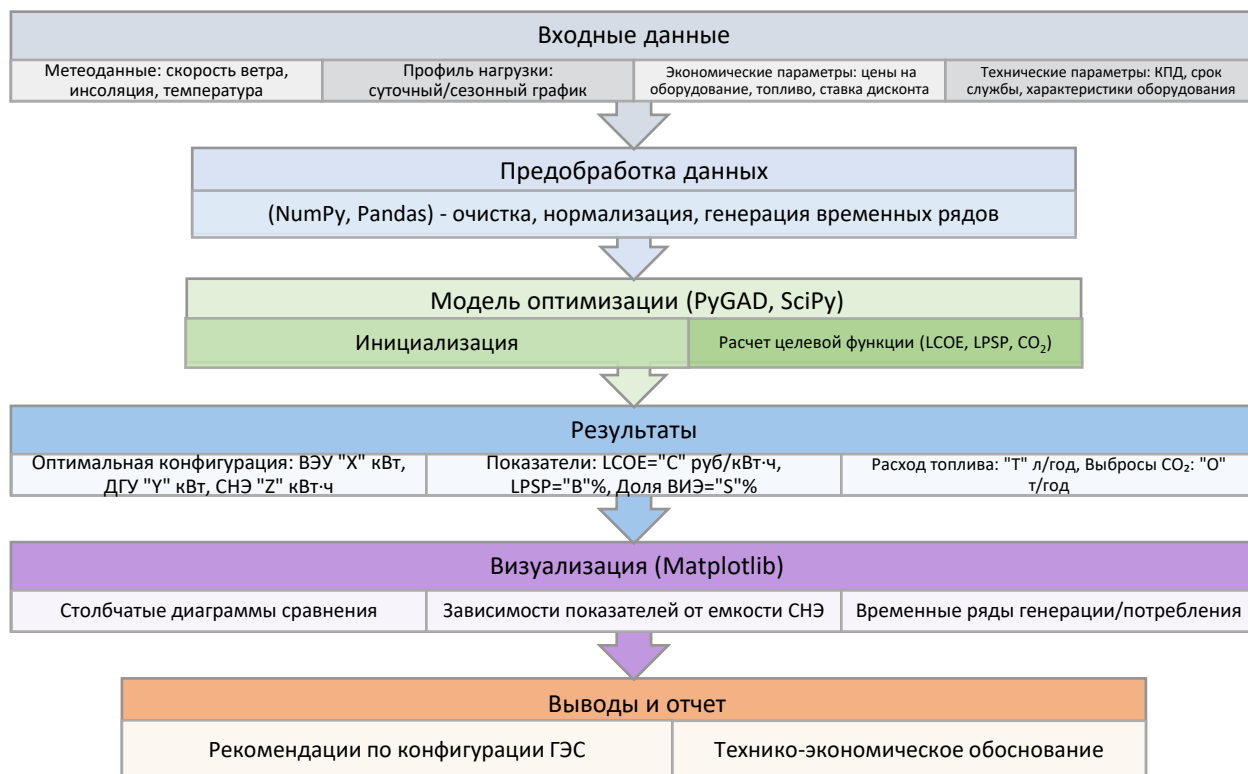 Входные данные
Метеоданные: скорость ветра,
инсоляция, температура
Профиль нагрузки:
суточный/сезонный график
Экономические параметры: цены на
оборудование, топливо, ставка дисконта
Технические параметры: КПД, срок
службы, характеристики оборудования
Предобработка данных
(NumPy, Pandas) - очистка, нормализация, генерация временных рядов
Модель оптимизации (PyGAD, SciPy)
Инициализация
Расчет целевой функции (LCOE, LPSP, CO₂)
Результаты
Оптимальная конфигурация: ВЭУ "X" кВт,
ДГУ "Y" кВт, СНЭ "Z" кВт·ч
Показатели: LCOE="C" руб/кВт·ч,
LPSP="B"%, Доля ВИЭ="S"%
Расход топлива: "T" л/год, Выбросы CO₂: "O"
т/год
Визуализация (Matplotlib)
Столбчатые диаграммы сравнения
Зависимости показателей от емкости СНЭ
Временные ряды генерации/потребления
Выводы и отчет
Рекомендации по конфигурации ГЭС
Технико-экономическое обоснование